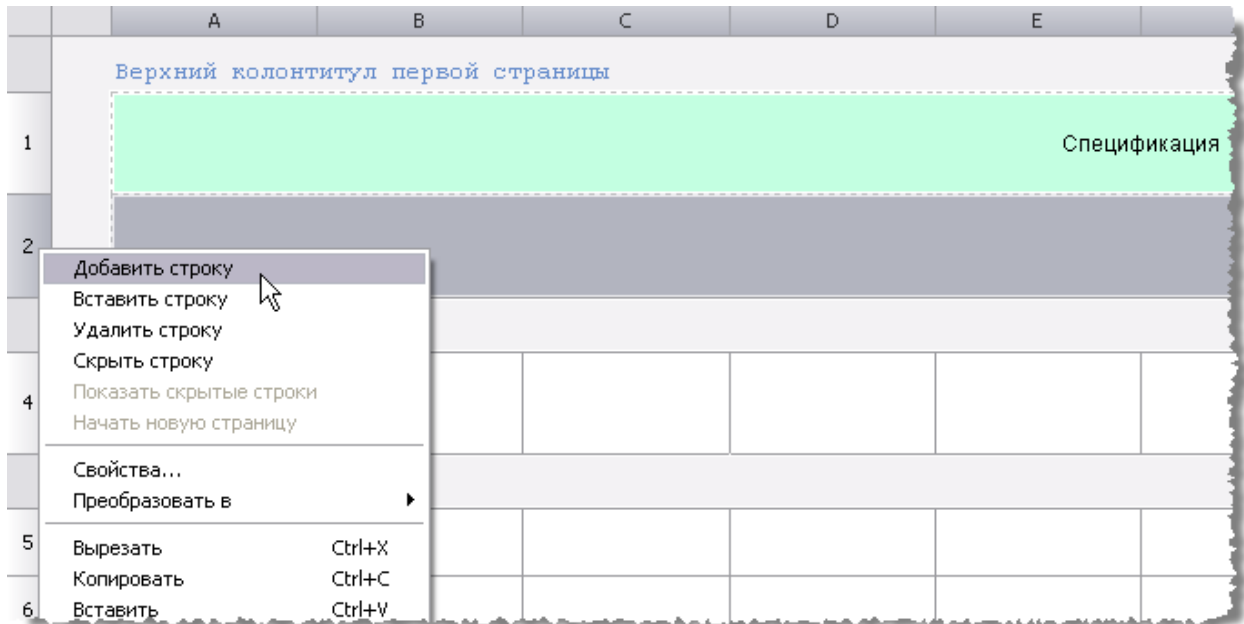 A B C D E
Верхний колонтитул первой страницы
1 Спецификация
2
Добавить строку
Вставить строку
Удалить строку
Скрыть строку
Показать скрытые строки
4
Начать новую страницу
Свойства...
Преобразовать в
5
Вырезать Ctrl+X
Копировать Ctrl+C
6 Вставить Ctrl+V